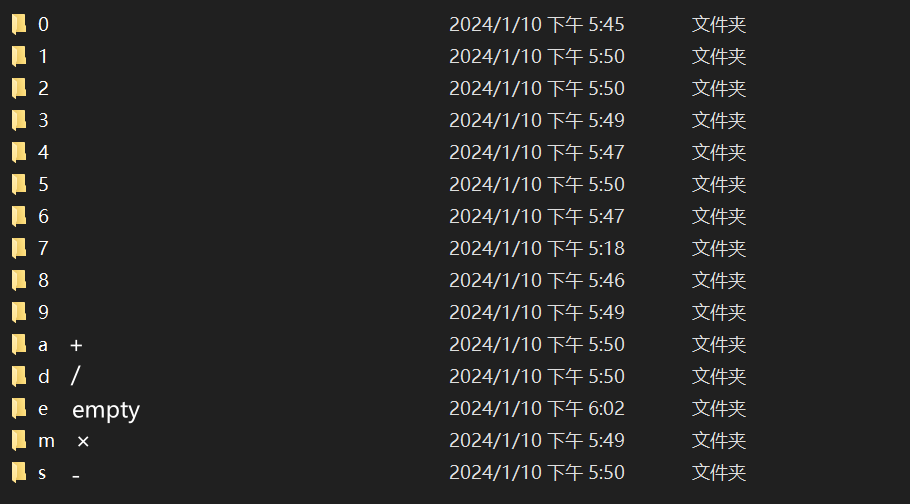 0 2024/1/10 下午 5:45 文件夹
1 2024/1/10 下午 5:50 文件夹
2 2024/1/10 下午 5:50 文件夹
3 2024/1/10 下午 5:49 文件夹
4 2024/1/10 下午 5:47 文件夹
5 2024/1/10 下午 5:50 文件夹
6 2024/1/10 下午 5:47 文件夹
7 2024/1/10 下午 5:18 文件夹
8 2024/1/10 下午 5:46 文件夹
9 2024/1/10 下午 5:49 文件夹
a + 2024/1/10 下午 5:50 文件夹
d / 2024/1/10 下午 5:50 文件夹
e empty 2024/1/10 下午 6:02 文件夹
m × 2024/1/10 下午 5:49 文件夹
s - 2024/1/10 下午 5:50 文件夹